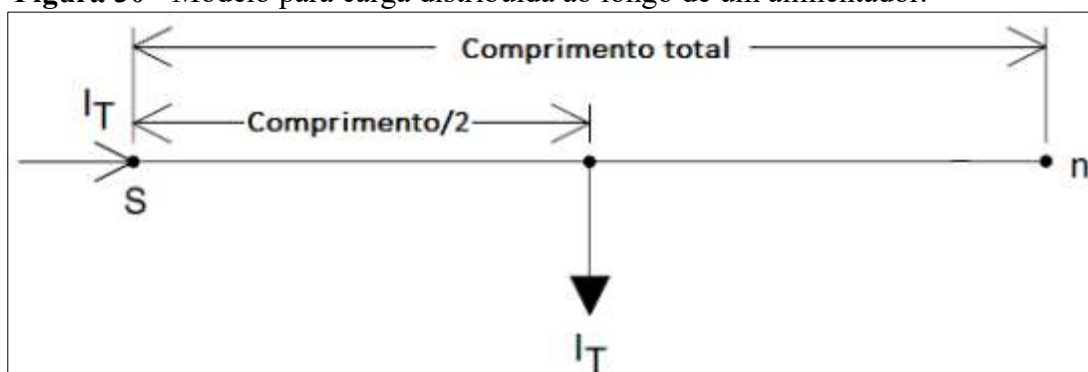 Figura 30 - Modelo para carga distribuída ao longo de um alimentador.
Comprimento total
I_T
Comprimento/2
S
n
I_T